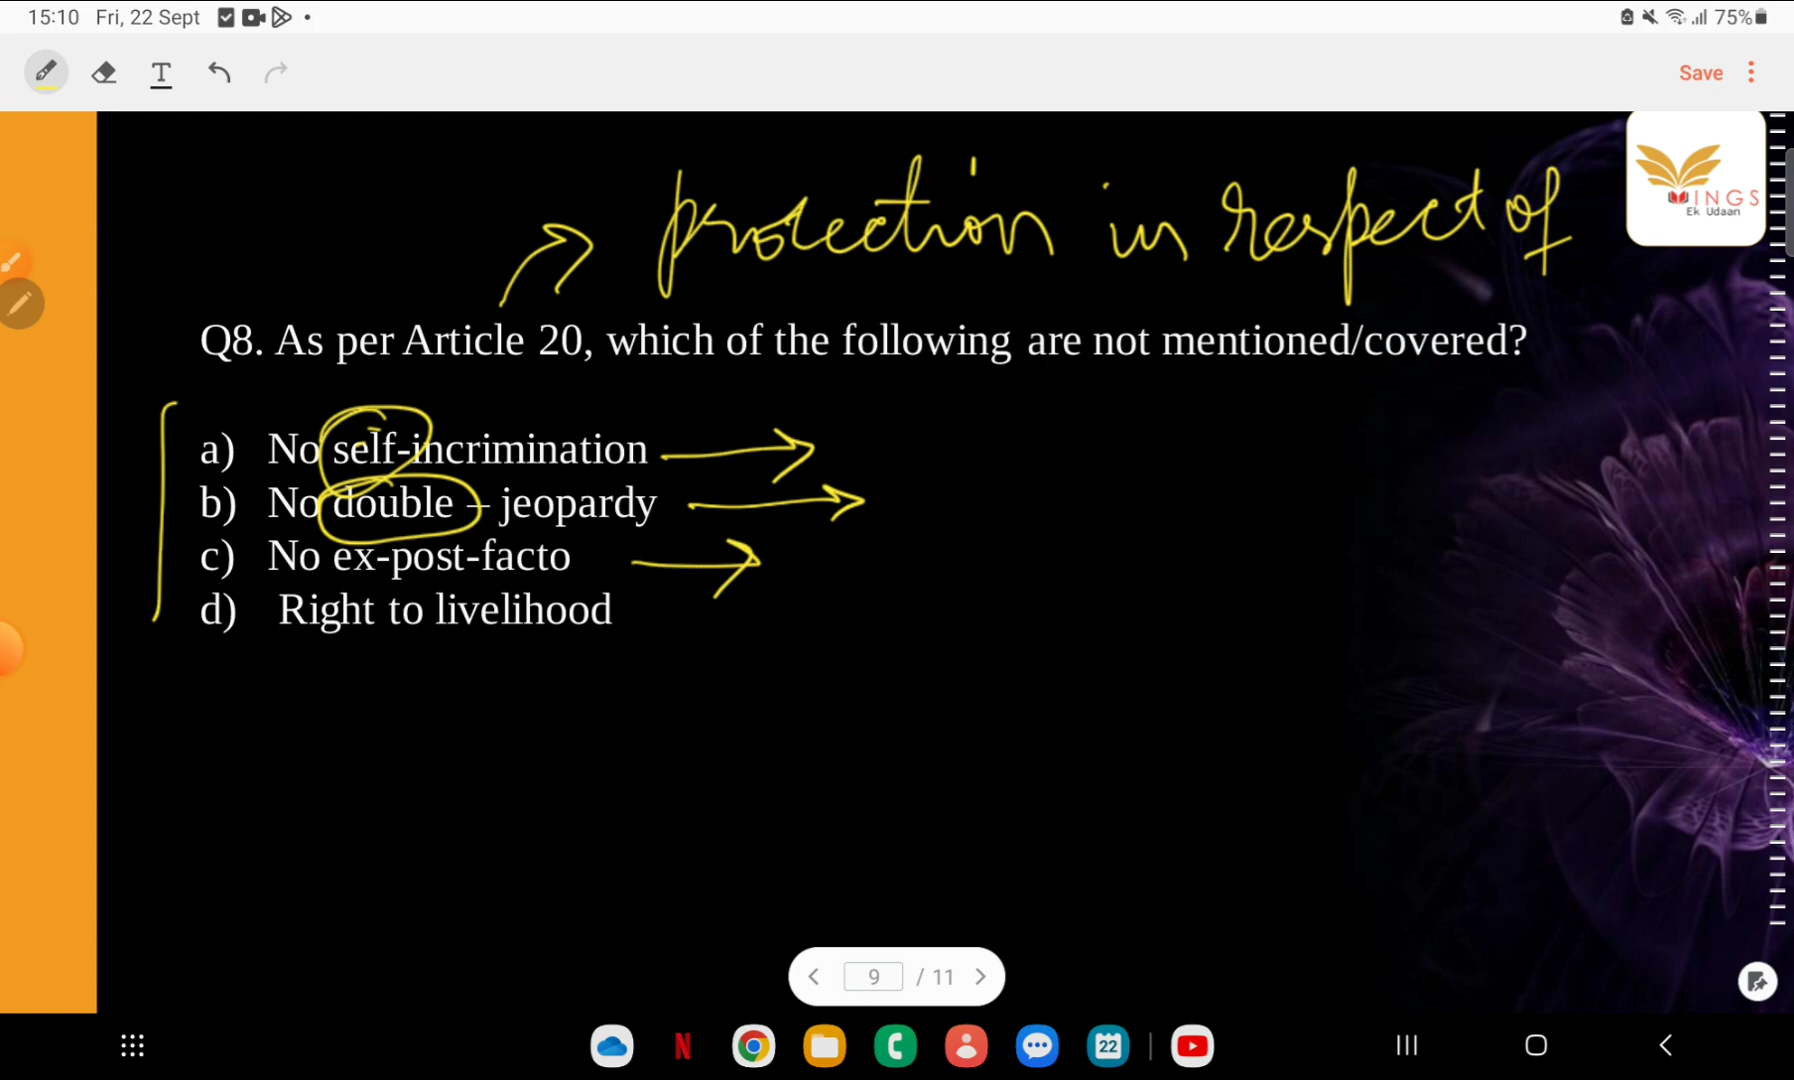 15:10 Fri, 22 Sept
75%
T
Save
WINGS
Ek Udaan
protection in respect of
Q8. As per Article 20, which of the following are not mentioned/covered?
a) No self-incrimination
b) No double – jeopardy
c) No ex-post-facto
d) Right to livelihood
9 / 11
N
22